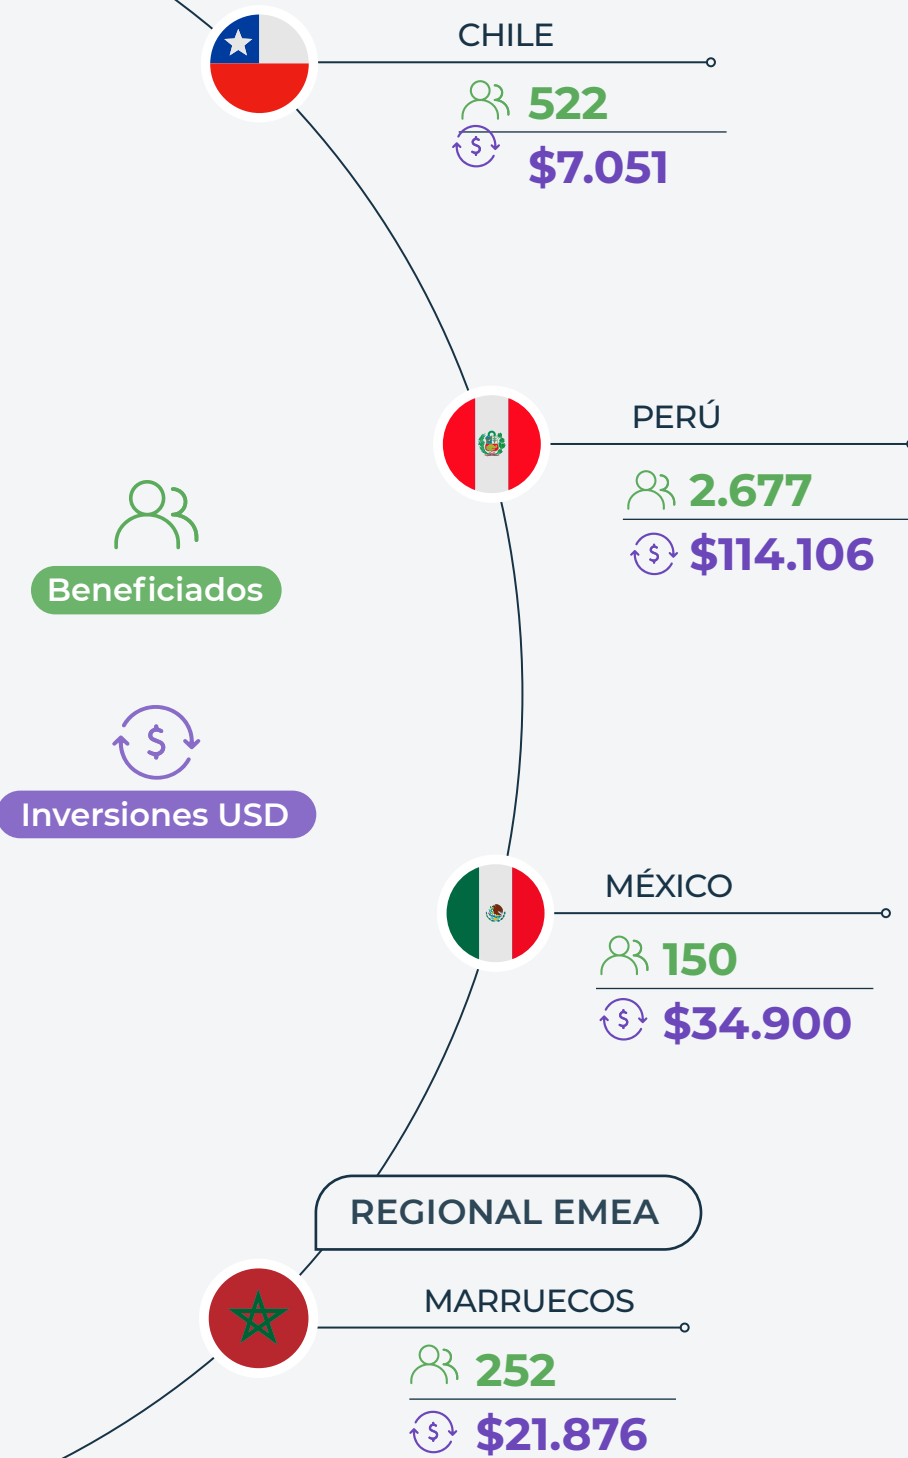 CHILE
522
$7.051
PERÚ
2.677
$114.106
Beneficiados
$
Inversiones USD
MÉXICO
150
$34.900
REGIONAL EMEA
MARRUECOS
252
$21.876